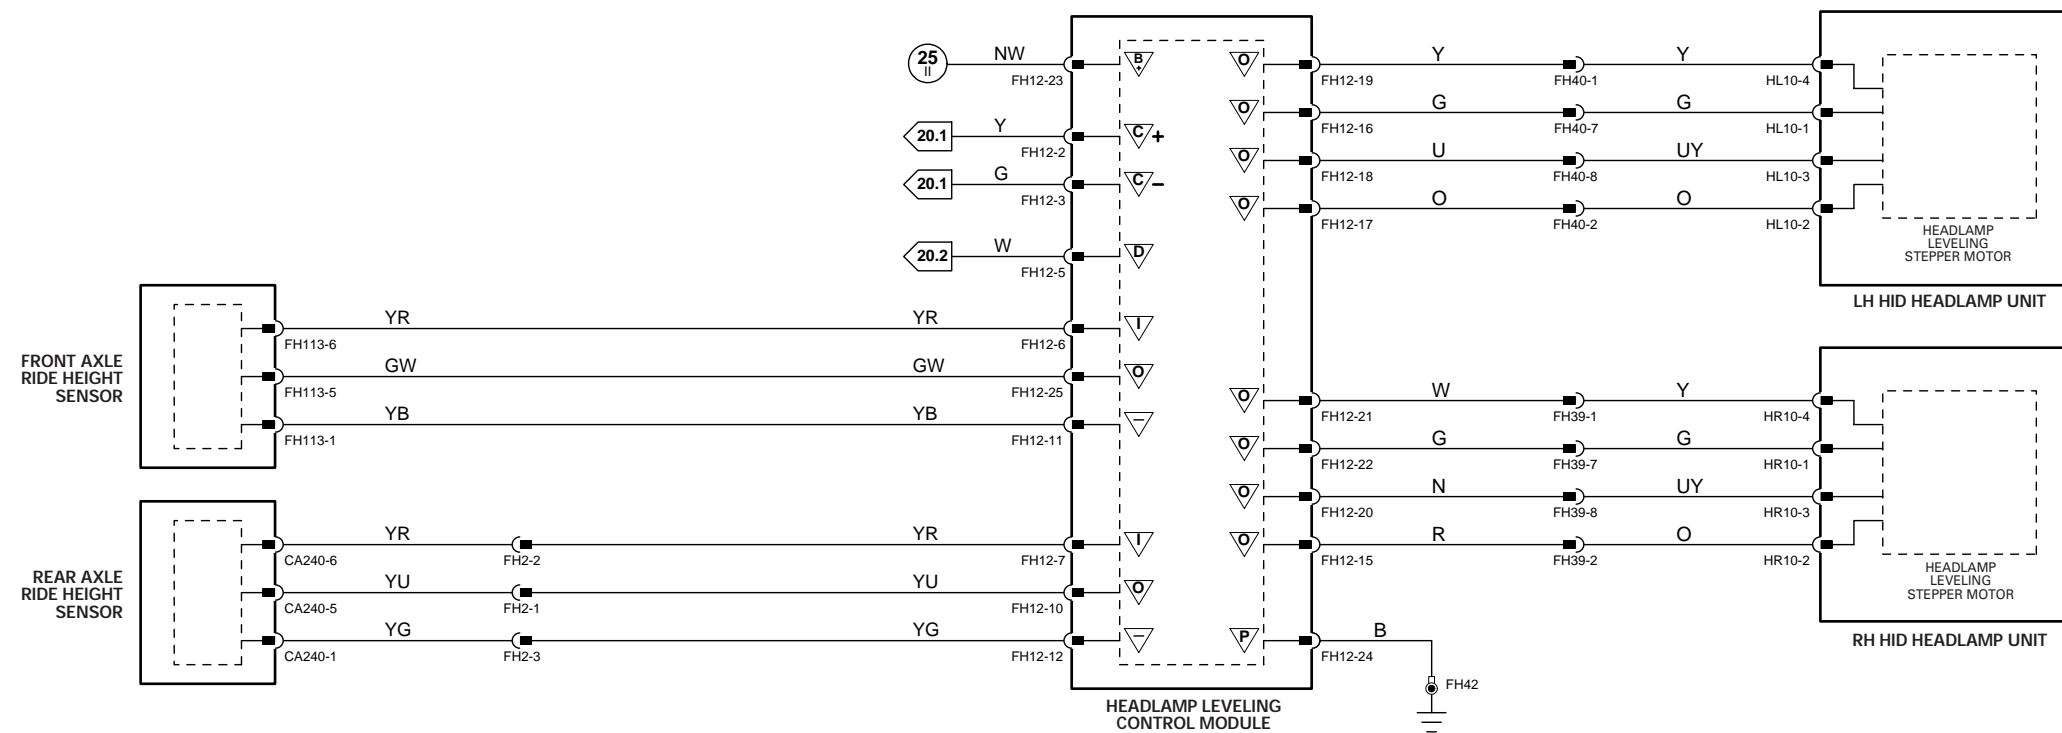 25
II
NW
FH12-23
B
+
O
FH12-19
Y
FH40-1
Y
HL10-4
O
FH12-16
G
FH40-7
G
HL10-1
20.1
Y
FH12-2
C +
O
FH12-18
U
FH40-8
UY
HL10-3
20.1
G
FH12-3
C –
O
FH12-17
O
FH40-2
O
HL10-2
20.2
W
FH12-5
D
HEADLAMP
LEVELING
STEPPER MOTOR
LH HID HEADLAMP UNIT
FRONT AXLE
RIDE HEIGHT
SENSOR
FH113-6
YR
YR
FH12-6
I
FH113-5
GW
GW
FH12-25
O
FH113-1
YB
YB
FH12-11
–
O
FH12-21
W
FH39-1
Y
HR10-4
O
FH12-22
G
FH39-7
G
HR10-1
O
FH12-20
N
FH39-8
UY
HR10-3
O
FH12-15
R
FH39-2
O
HR10-2
HEADLAMP
LEVELING
STEPPER MOTOR
RH HID HEADLAMP UNIT
REAR AXLE
RIDE HEIGHT
SENSOR
CA240-6
YR
FH2-2
YR
FH12-7
I
CA240-5
YU
FH2-1
YU
FH12-10
O
CA240-1
YG
FH2-3
YG
FH12-12
–
P
FH12-24
B
FH42
HEADLAMP LEVELING
CONTROL MODULE